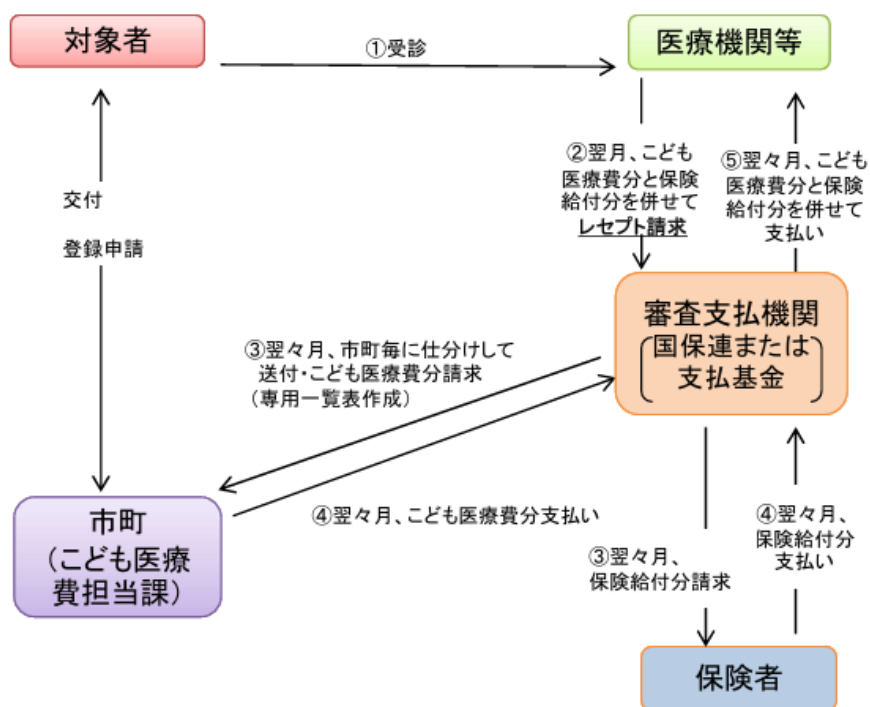 対象者
①受診
医療機関等
②翌月、こども
医療費分と保険
給付分を併せて
レセプト請求
⑤翌々月、こども
医療費分と保険
給付分を併せて
支払い
交付
登録申請
審査支払機関
国保連または
支払基金
③翌々月、市町毎に仕分けして
送付・こども医療費分請求
（専用一覧表作成）
④翌々月、こども医療費分支払い
市町
（こども医療
費担当課）
③翌々月、
保険給付分請求
④翌々月、
保険給付分
支払い
保険者